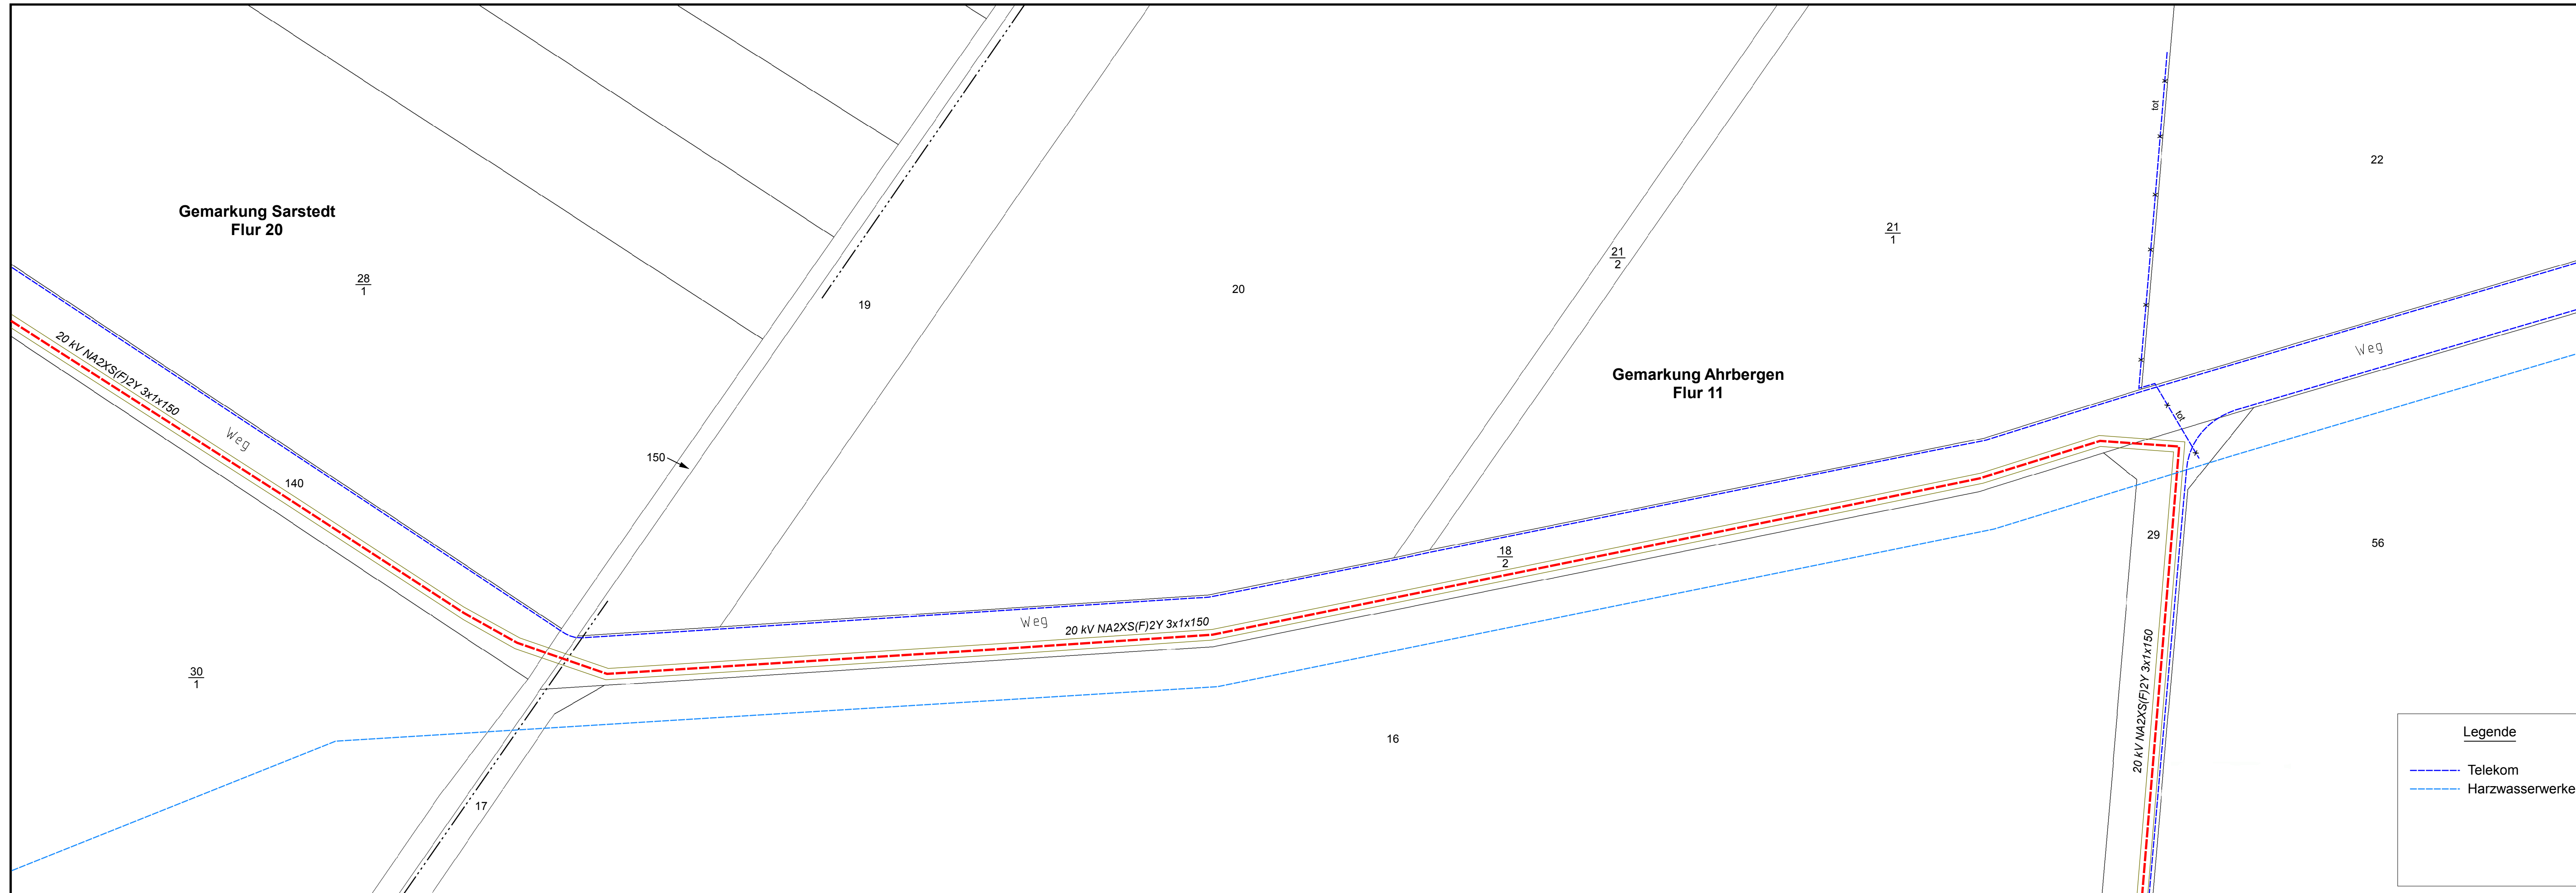 Gemarkung Sarstedt
Flur 20
28
1
20 kV NA2XS(F)2Y 3x1x150
Weg
140
30
1
150
19
20
21
2
21
1
tot
22
Gemarkung Ahrbergen
Flur 11
Weg
tot
18
2
Weg
20 kV NA2XS(F)2Y 3x1x150
29
56
20 kV NA2XS(F)2Y 3x1x150
16
17
Legende
Telekom
Harzwasserwerke